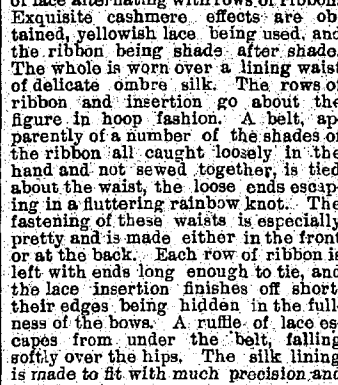 of lace alternating with rows of ribbon.
Exquisite cashmere effects are ob
tained, yellowish lace being used, and
the ribbon being shade after shade.
The whole is worn over a lining waist
of delicate ombre silk. The rows of
ribbon and insertion go about the
figure in hoop fashion. A belt, ap
parently of a number of the shades of
the ribbon all caught loosely in the
hand and not sewed together, is tied
about the waist, the loose ends escap
ing in a fluttering rainbow knot. The
fastening of these waists is especially
pretty and is made either in the front
or at the back. Each row of ribbon is
left with ends long enough to tie, and
the lace insertion finishes off short
their edges being hidden in the full
ness of the bows. A ruffle of lace es
capes from under the belt, falling
softly over the hips. The silk lining
is made to fit with much precision and